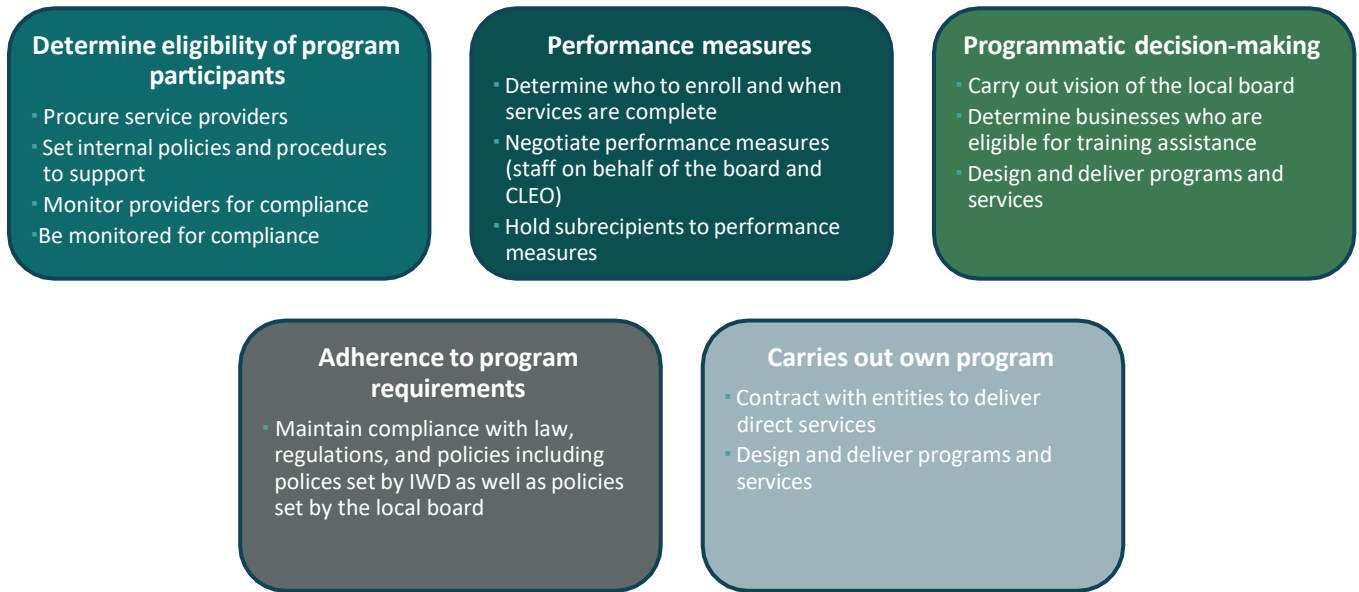 Determine eligibility of program
participants
▪ Procure service providers
▪ Set internal policies and procedures
to support
▪ Monitor providers for compliance
▪Be monitored for compliance
Performance measures
▪ Determine who to enroll and when
services are complete
▪ Negotiate performance measures
(staff on behalf of the board and
CLEO)
▪ Hold subrecipients to performance
measures
Programmatic decision-making
▪ Carry out vision of the local board
▪ Determine businesses who are
eligible for training assistance
▪ Design and deliver programs and
services
Adherence to program
requirements
▪ Maintain compliance with law,
regulations, and policies including
polices set by IWD as well as policies
set by the local board
Carries out own program
▪ Contract with entities to deliver
direct services
▪ Design and deliver programs and
services